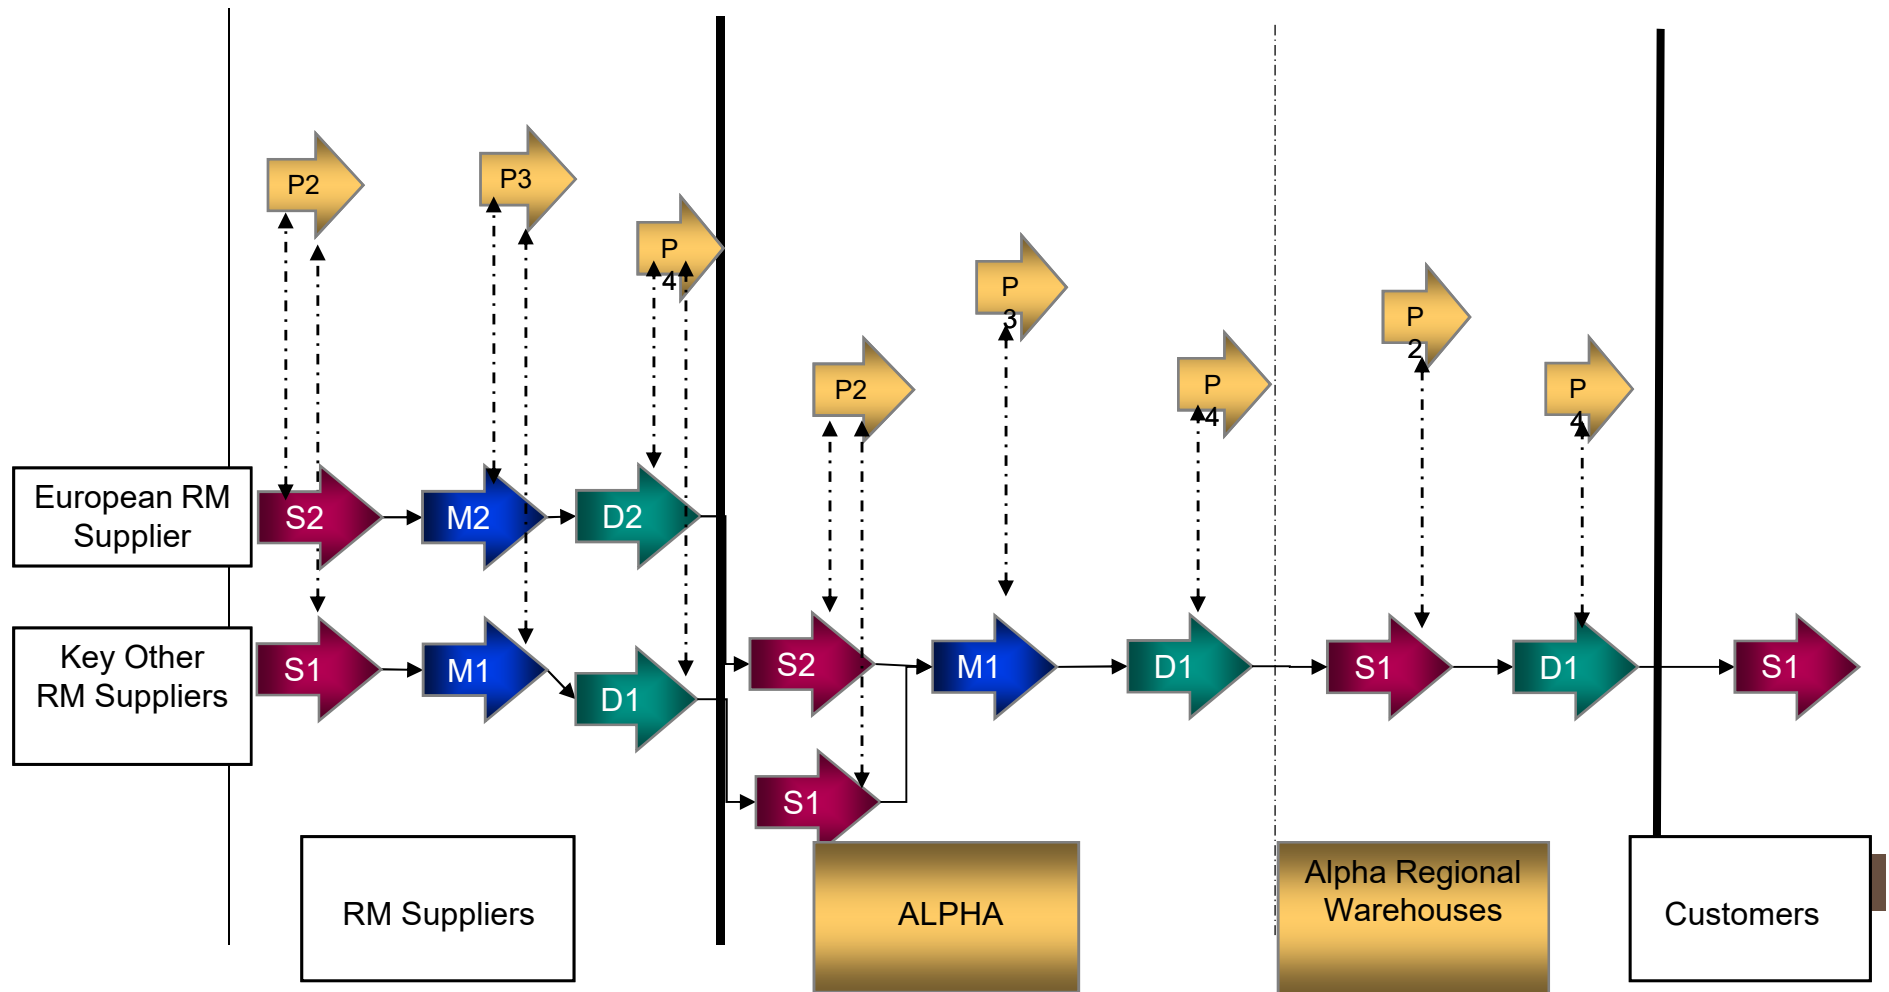 P2
P3
P
4
P
3
P
2
P2
P
4
P
4
European RM
Supplier
S2
M2
D2
Key Other
RM Suppliers
S1
M1
D1
S2
M1
D1
S1
D1
S1
S1
RM Suppliers
ALPHA
Alpha Regional
Warehouses
Customers